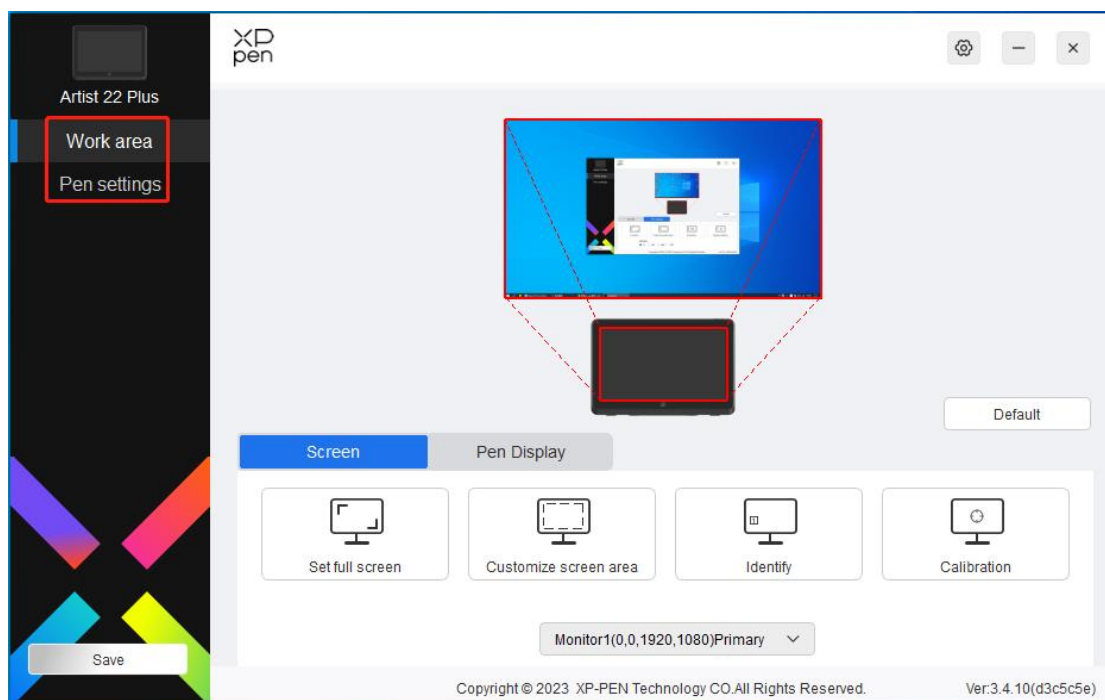 XP
pen
Artist 22 Plus
Work area
Pen settings
Default
Screen
Pen Display
Set full screen
Customize screen area
Identify
Calibration
Monitor1(0,0,1920,1080)Primary
Save
Copyright © 2023 XP-PEN Technology CO.All Rights Reserved.
Ver:3.4.10(d3c5c5e)